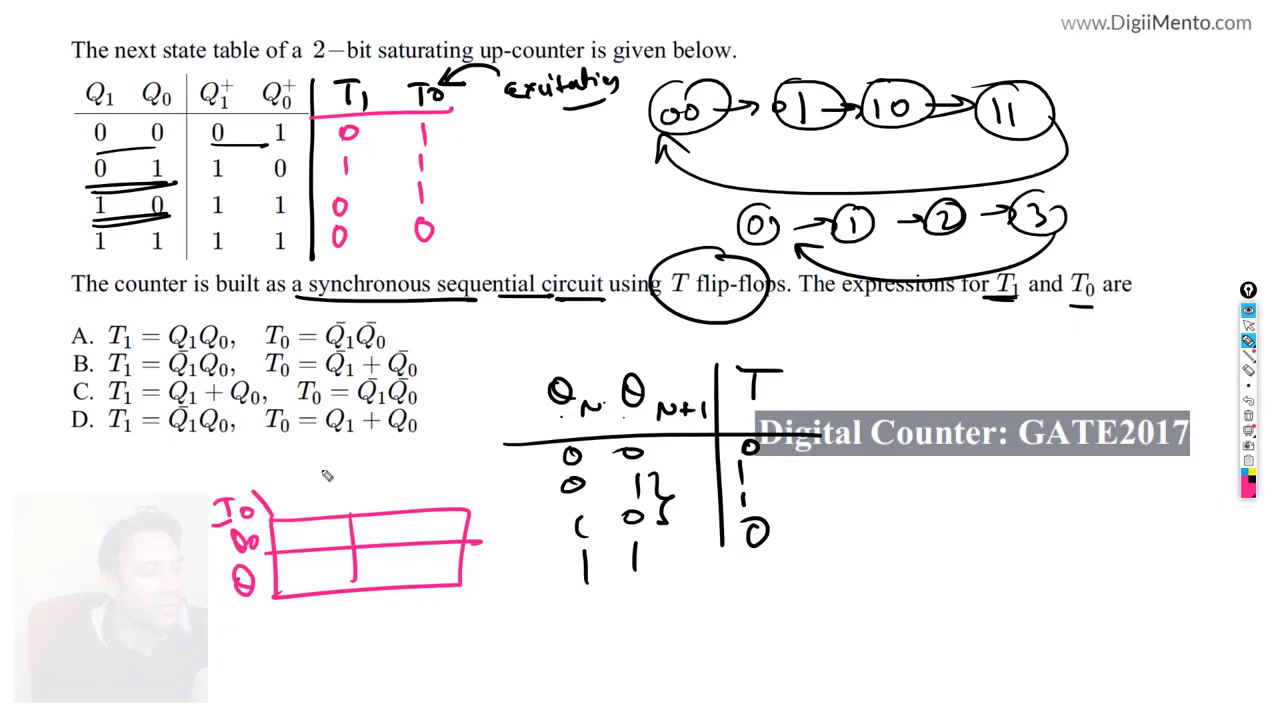 www.DigiiMento.com
The next state table of a 2−bit saturating up-counter is given below.
Q₁ Q₀ Q₁⁺ Q₀⁺ T₁ T₀ excitation
0 0 0 1 0 1
0 1 1 0 1 1
1 0 1 1 0 1
1 1 1 1 0 0
00 → 01 → 10 → 11
0 → 1 → 2 → 3
The counter is built as a synchronous sequential circuit using T flip-flops. The expressions for T₁ and T₀ are
A. T₁ = Q₁Q₀, T₀ = Q̄₁Q̄₀
B. T₁ = Q̄₁Q₀, T₀ = Q̄₁ + Q̄₀
C. T₁ = Q₁ + Q₀, T₀ = Q̄₁Q̄₀
D. T₁ = Q̄₁Q₀, T₀ = Q₁ + Q₀
Q N Q N+1 T
Digital Counter: GATE2017
0 0 0
0 1 1
1 0 1
1 1 0
T₀